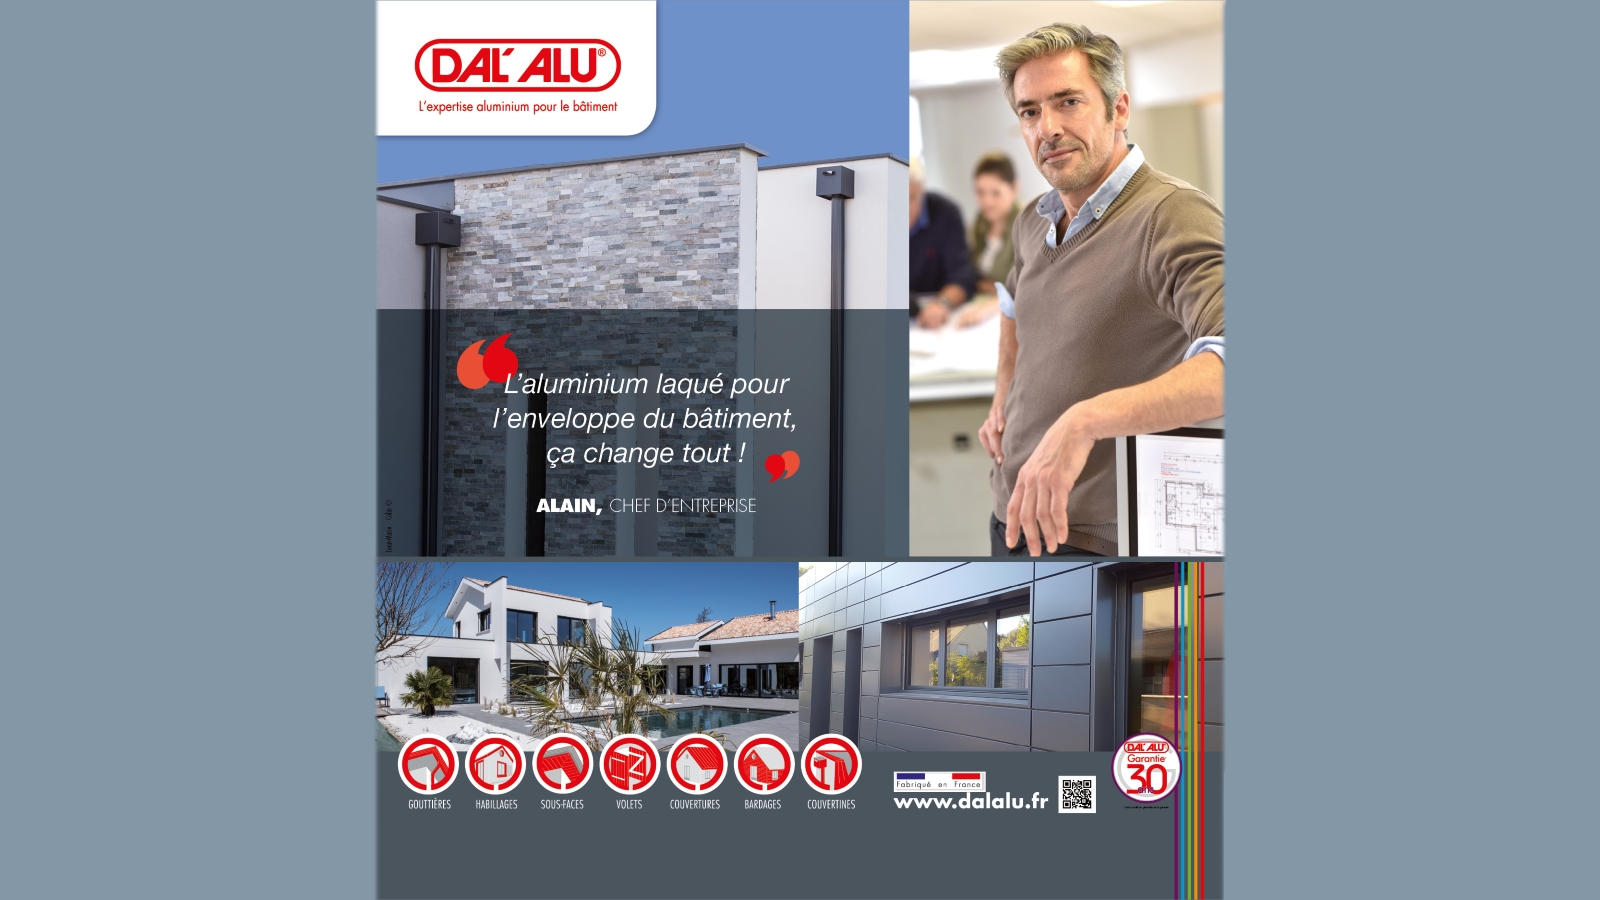 DAL'ALU®
L'expertise aluminium pour le bâtiment
L'aluminium laqué pour
l'enveloppe du bâtiment,
ça change tout !
ALAIN, CHEF D'ENTREPRISE
GOUTTIÈRES
HABILLAGES
SOUS-FACES
VOLETS
COUVERTURES
BARDAGES
COUVERTINES
Fabriqué en France
www.dalalu.fr
DAL'ALU
Garantie
30
ans